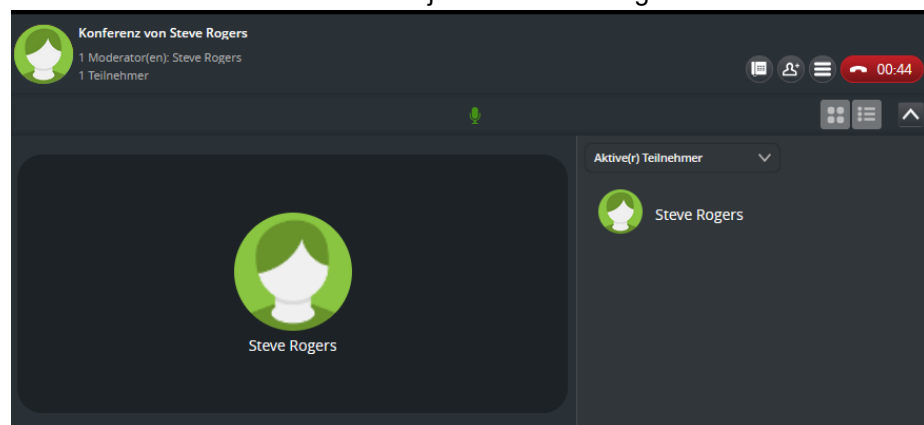 Konferenz von Steve Rogers
1 Moderator(en): Steve Rogers
1 Teilnehmer
00:44
Aktive(r) Teilnehmer
Steve Rogers
Steve Rogers